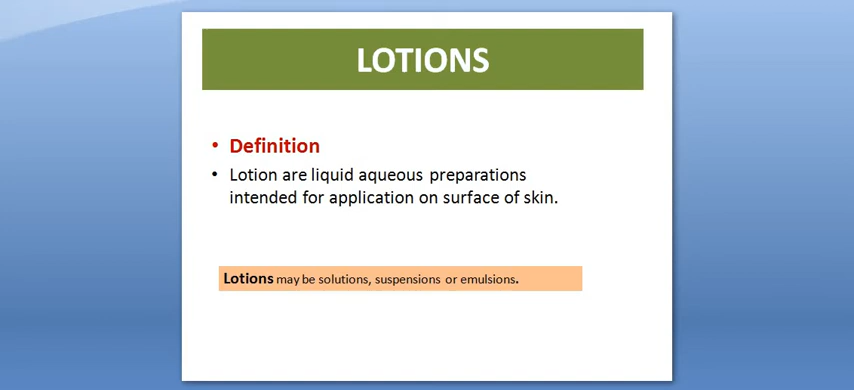 LOTIONS
• Definition
• Lotion are liquid aqueous preparations
intended for application on surface of skin.
Lotions may be solutions, suspensions or emulsions.